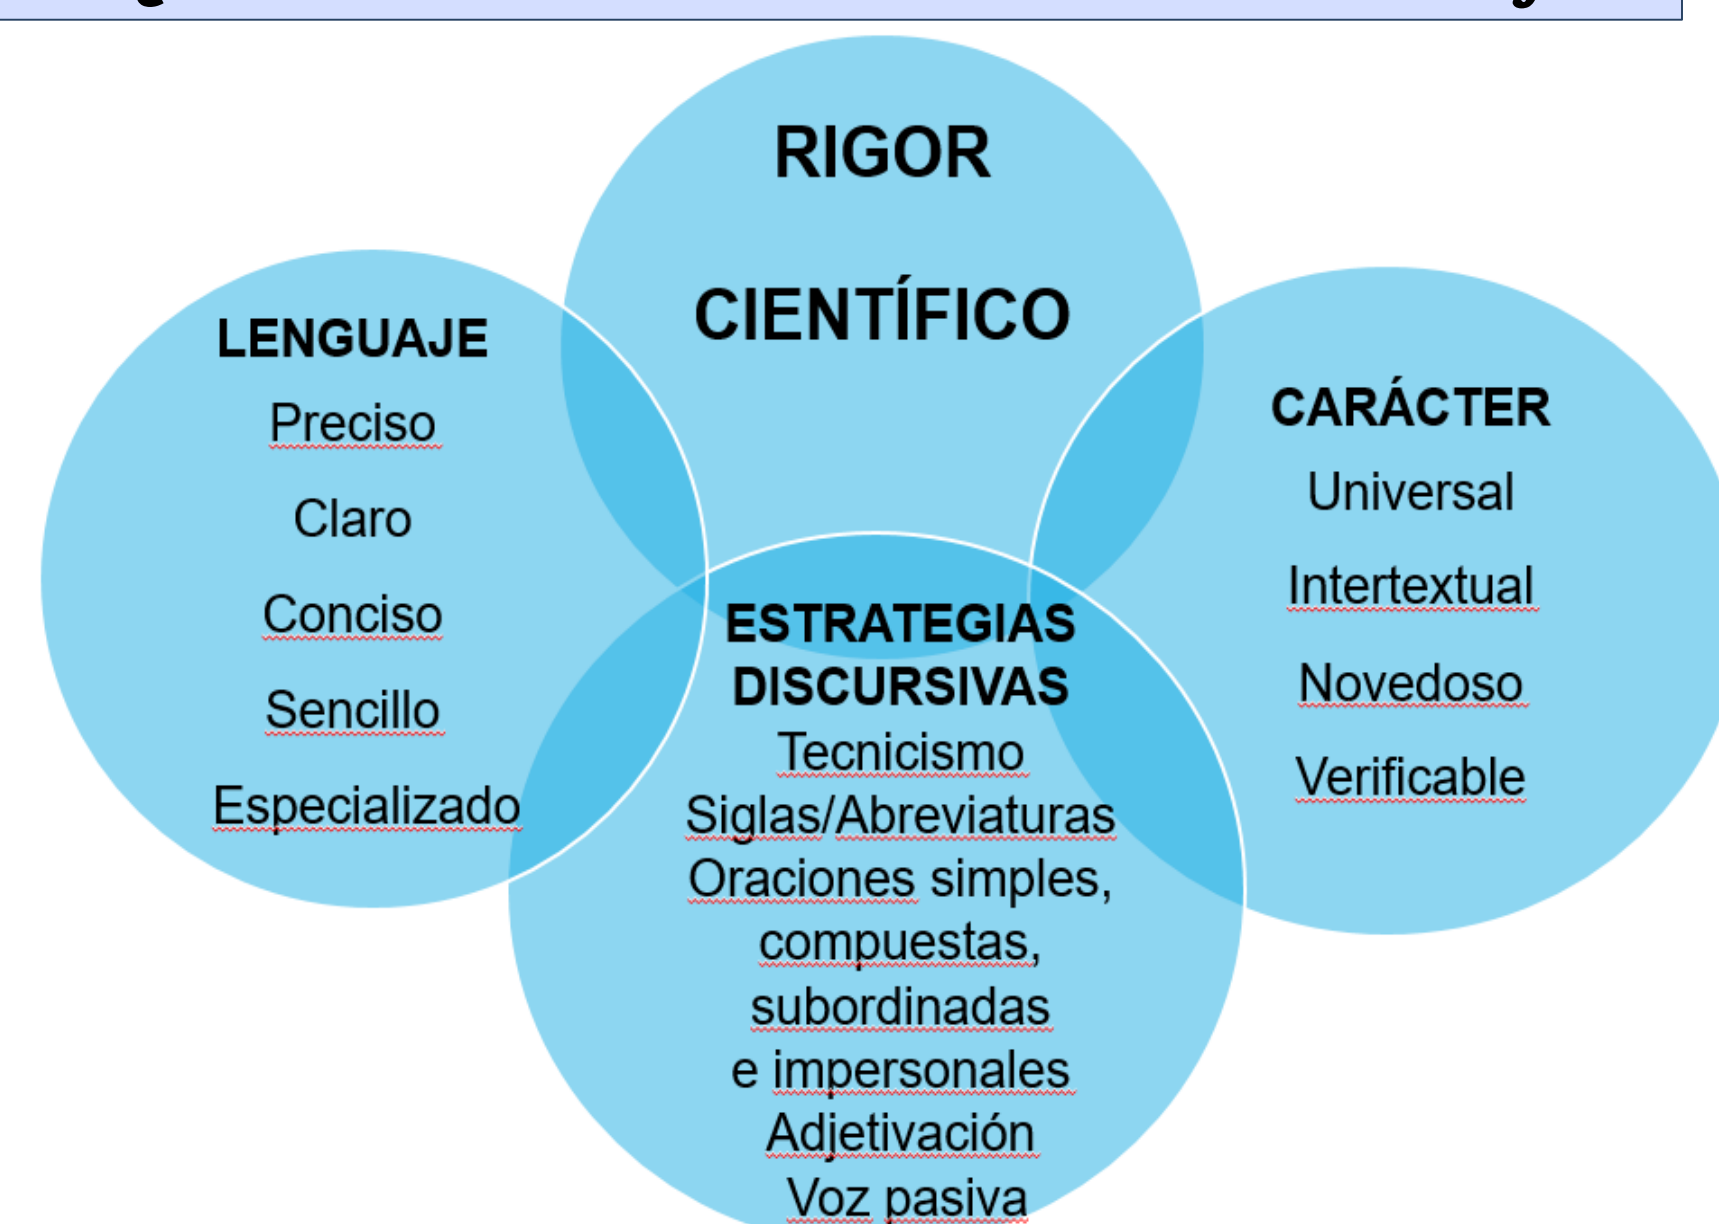 RIGOR
CIENTÍFICO
LENGUAJE
Preciso
Claro
Conciso
Sencillo
Especializado
CARÁCTER
Universal
Intertextual
Novedoso
Verificable
ESTRATEGIAS
DISCURSIVAS
Tecnicismo
Siglas/Abreviaturas
Oraciones simples,
compuestas,
subordinadas
e impersonales
Adjetivación
Voz pasiva